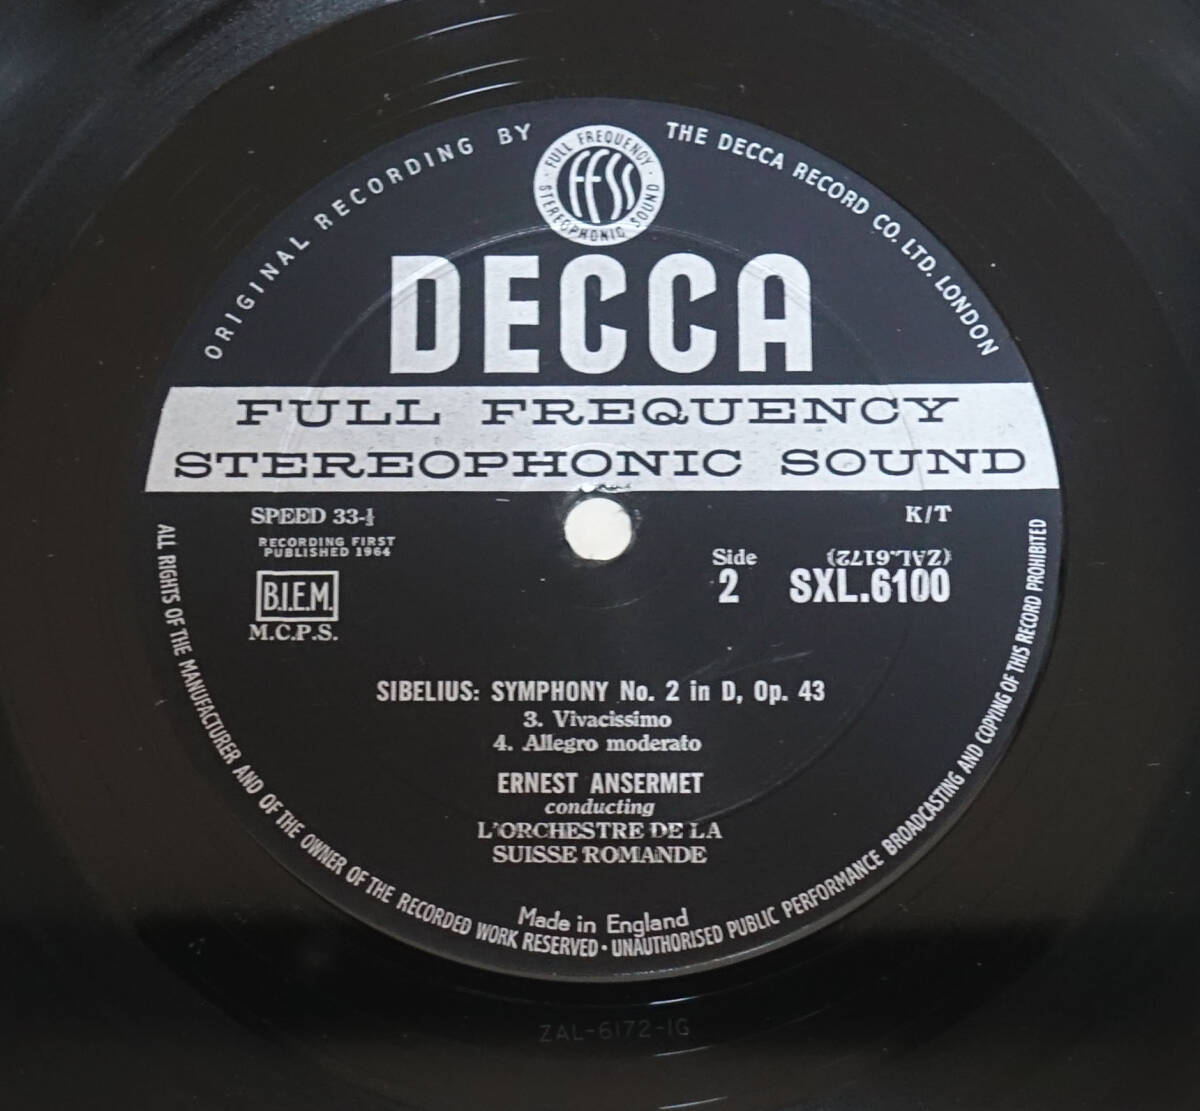 ORIGINAL RECORDING BY THE DECCA RECORD CO. LTD. LONDON
FULL FREQUENCY
ffss
STEREOPHONIC SOUND
DECCA
FULL FREQUENCY
STEREOPHONIC SOUND
SPEED 33-⅓
K/T
RECORDING FIRST
PUBLISHED 1964
B.I.E.M.
M.C.P.S.
Side
2
(ZAL.6172)
SXL.6100
SIBELIUS: SYMPHONY No. 2 in D, Op. 43
3. Vivacissimo
4. Allegro moderato
ERNEST ANSERMET
conducting
L'ORCHESTRE DE LA
SUISSE ROMANDE
Made in England
ALL RIGHTS OF THE MANUFACTURER AND OF THE OWNER OF THE RECORDED WORK RESERVED · UNAUTHORISED PUBLIC PERFORMANCE BROADCASTING AND COPYING OF THIS RECORD PROHIBITED
ZAL-6172-1G